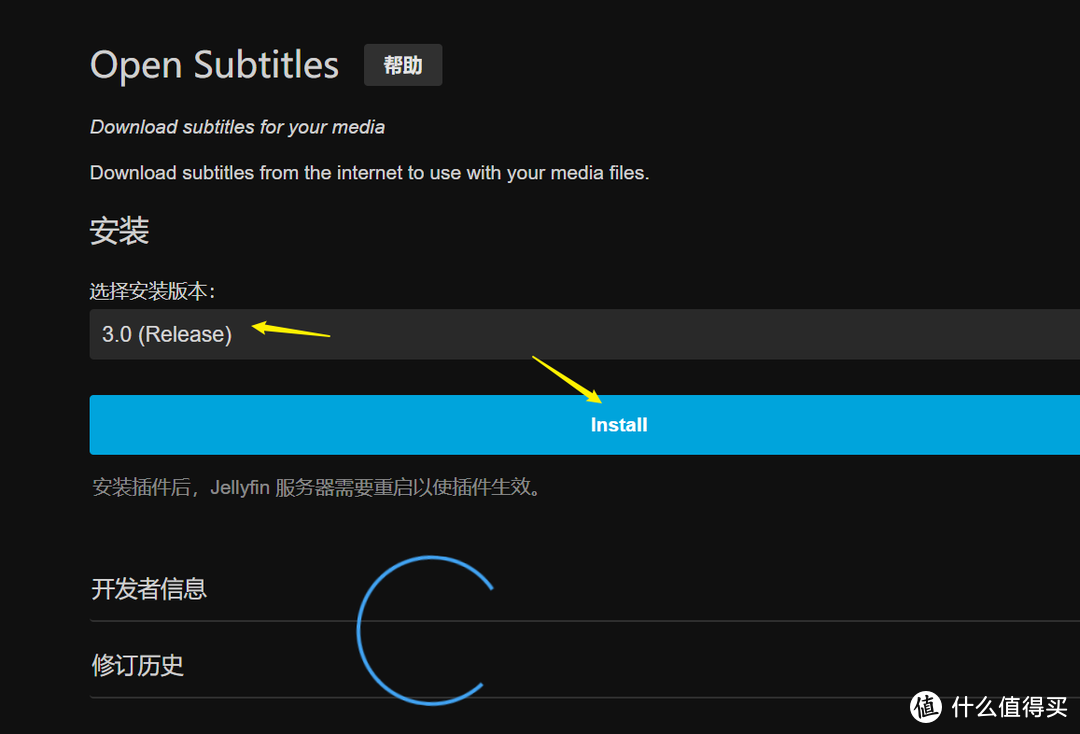 Open Subtitles
帮助
Download subtitles for your media
Download subtitles from the internet to use with your media files.
安装
选择安装版本：
3.0 (Release)
Install
安装插件后，Jellyfin 服务器需要重启以使插件生效。
开发者信息
修订历史
值 什么值得买